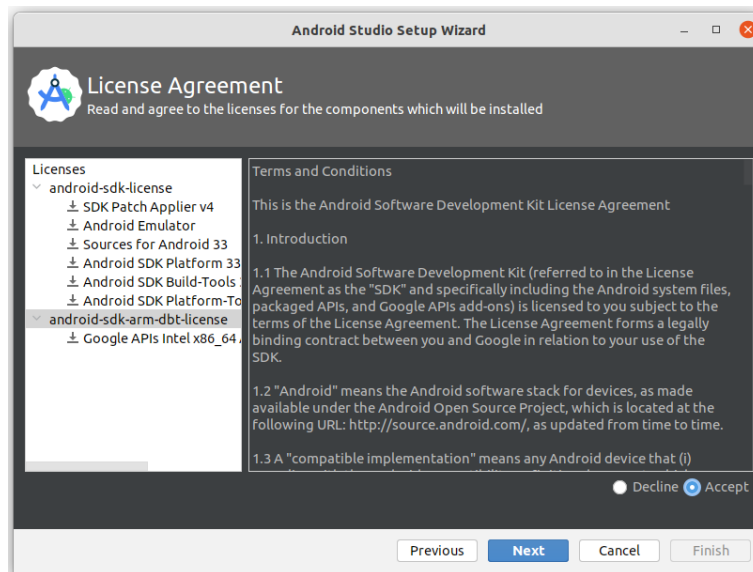 Android Studio Setup Wizard
License Agreement
Read and agree to the licenses for the components which will be installed
Licenses
android-sdk-license
SDK Patch Applier v4
Android Emulator
Sources for Android 33
Android SDK Platform 33
Android SDK Build-Tools
Android SDK Platform-To
android-sdk-arm-dbt-license
Google APIs Intel x86_64
Terms and Conditions
This is the Android Software Development Kit License Agreement
1. Introduction
1.1 The Android Software Development Kit (referred to in the License
Agreement as the "SDK" and specifically including the Android system files,
packaged APIs, and Google APIs add-ons) is licensed to you subject to the
terms of the License Agreement. The License Agreement forms a legally
binding contract between you and Google in relation to your use of the
SDK.
1.2 "Android" means the Android software stack for devices, as made
available under the Android Open Source Project, which is located at the
following URL: http://source.android.com/, as updated from time to time.
1.3 A "compatible implementation" means any Android device that (i)
Decline Accept
Previous Next Cancel Finish